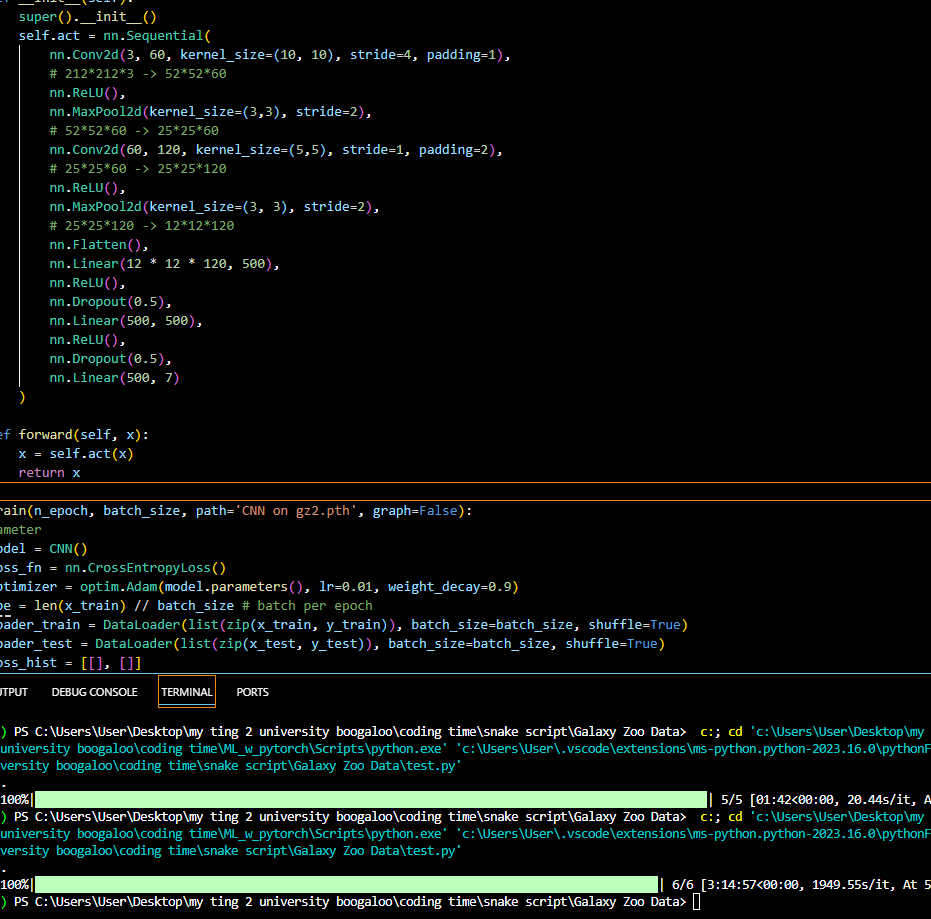 __init__(self):
super().__init__()
self.act = nn.Sequential(
nn.Conv2d(3, 60, kernel_size=(10, 10), stride=4, padding=1),
# 212*212*3 -> 52*52*60
nn.ReLU(),
nn.MaxPool2d(kernel_size=(3,3), stride=2),
# 52*52*60 -> 25*25*60
nn.Conv2d(60, 120, kernel_size=(5,5), stride=1, padding=2),
# 25*25*60 -> 25*25*120
nn.ReLU(),
nn.MaxPool2d(kernel_size=(3, 3), stride=2),
# 25*25*120 -> 12*12*120
nn.Flatten(),
nn.Linear(12 * 12 * 120, 500),
nn.ReLU(),
nn.Dropout(0.5),
nn.Linear(500, 500),
nn.ReLU(),
nn.Dropout(0.5),
nn.Linear(500, 7)
)
ef forward(self, x):
x = self.act(x)
return x
rain(n_epoch, batch_size, path='CNN on gz2.pth', graph=False):
ameter
odel = CNN()
oss_fn = nn.CrossEntropyLoss()
ptimizer = optim.Adam(model.parameters(), lr=0.01, weight_decay=0.9)
pe = len(x_train) // batch_size # batch per epoch
oader_train = DataLoader(list(zip(x_train, y_train)), batch_size=batch_size, shuffle=True)
oader_test = DataLoader(list(zip(x_test, y_test)), batch_size=batch_size, shuffle=True)
oss_hist = [[], []]
UTPUT DEBUG CONSOLE TERMINAL PORTS
) PS C:\Users\User\Desktop\my ting 2 university boogaloo\coding time\snake script\Galaxy Zoo Data> c:; cd 'c:\Users\User\Desktop\my
university boogaloo\coding time\ML_w_pytorch\Scripts\python.exe' 'c:\Users\User\.vscode\extensions\ms-python.python-2023.16.0\pythonF
versity boogaloo\coding time\snake script\Galaxy Zoo Data\test.py'
.
100%| | 5/5 [01:42<00:00, 20.44s/it, A
) PS C:\Users\User\Desktop\my ting 2 university boogaloo\coding time\snake script\Galaxy Zoo Data> c:; cd 'c:\Users\User\Desktop\my
university boogaloo\coding time\ML_w_pytorch\Scripts\python.exe' 'c:\Users\User\.vscode\extensions\ms-python.python-2023.16.0\pythonF
versity boogaloo\coding time\snake script\Galaxy Zoo Data\test.py'
.
100%| | 6/6 [3:14:57<00:00, 1949.55s/it, At 5
) PS C:\Users\User\Desktop\my ting 2 university boogaloo\coding time\snake script\Galaxy Zoo Data>